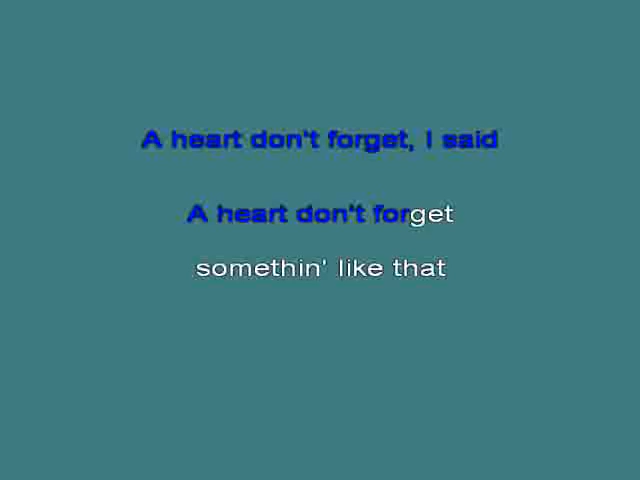 A heart don't forget, I said
A heart don't forget
somethin' like that